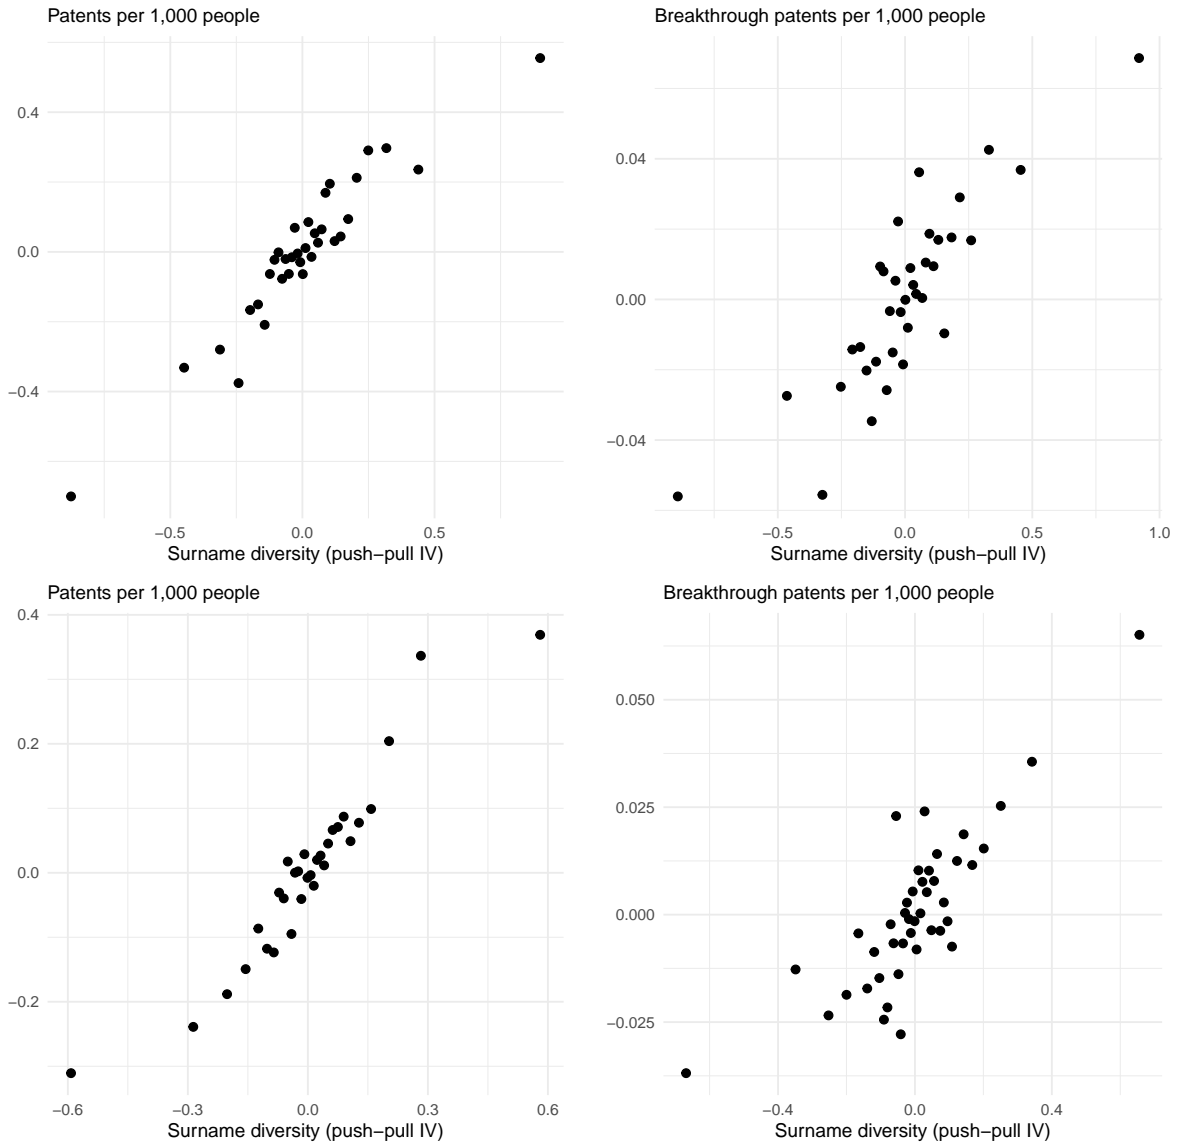 Patents per 1,000 people
0.4
0.0
−0.4
−0.5 0.0 0.5
Surname diversity (push−pull IV)
Breakthrough patents per 1,000 people
0.04
0.00
−0.04
−0.5 0.0 0.5 1.0
Surname diversity (push−pull IV)
Patents per 1,000 people
0.4
0.2
0.0
−0.2
−0.6 −0.3 0.0 0.3 0.6
Surname diversity (push−pull IV)
Breakthrough patents per 1,000 people
0.050
0.025
0.000
−0.025
−0.4 0.0 0.4
Surname diversity (push−pull IV)